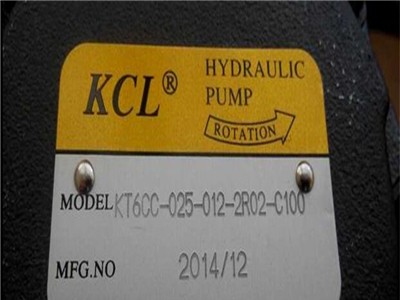 KCL® HYDRAULIC
PUMP
ROTATION
MODEL KT6CC-025-012-2R02-C100
MFG.NO 2014/12